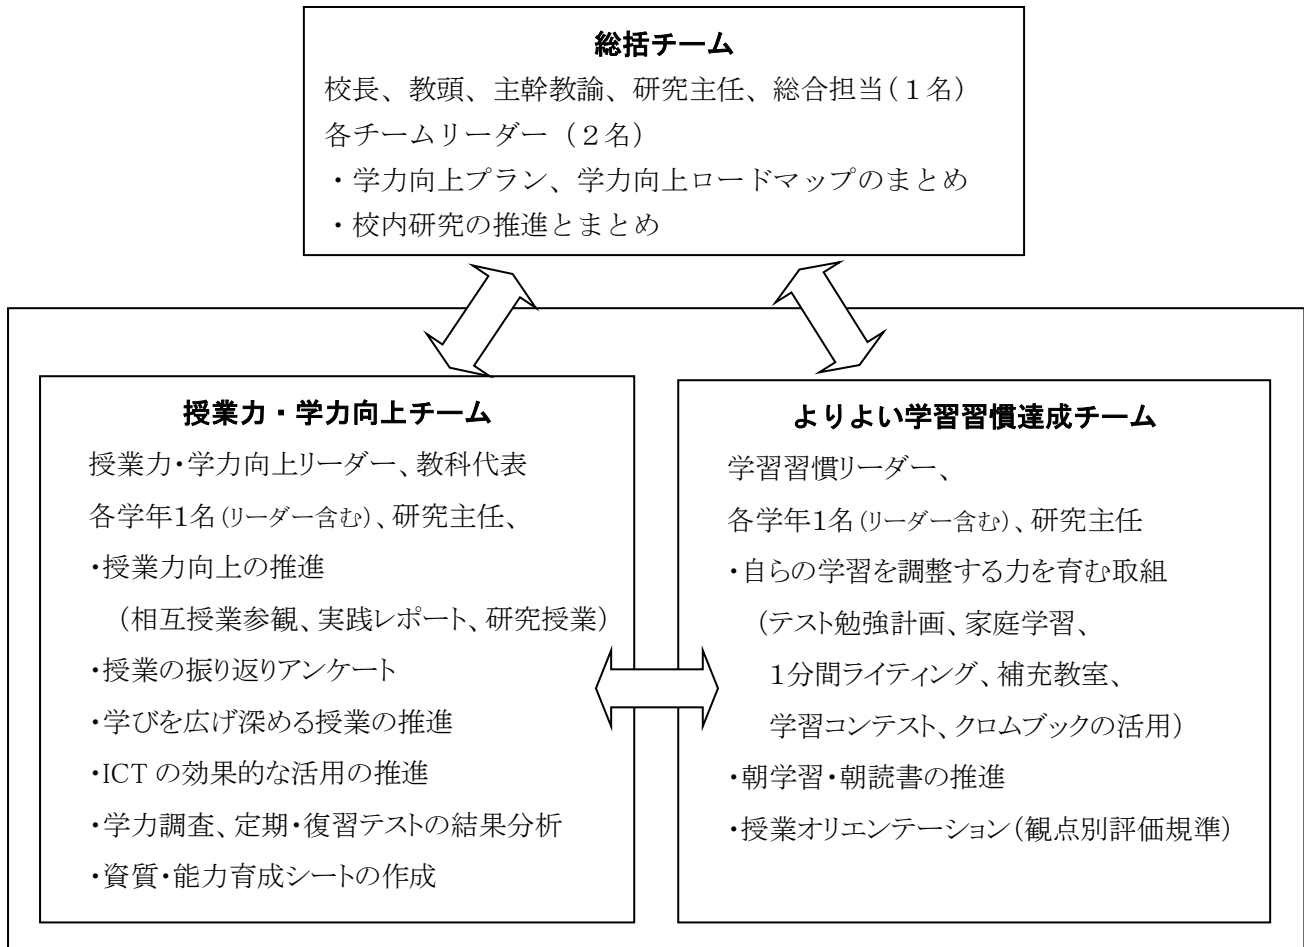 総括チーム
校長、教頭、主幹教諭、研究主任、総合担当(１名)
各チームリーダー（２名）
・学力向上プラン、学力向上ロードマップのまとめ
・校内研究の推進とまとめ
授業力・学力向上チーム
授業力・学力向上リーダー、教科代表
各学年1名(リーダー含む)、研究主任、
・授業力向上の推進
（相互授業参観、実践レポート、研究授業）
・授業の振り返りアンケート
・学びを広げ深める授業の推進
・ICT の効果的な活用の推進
・学力調査、定期・復習テストの結果分析
・資質・能力育成シートの作成
よりよい学習習慣達成チーム
学習習慣リーダー、
各学年1名(リーダー含む)、研究主任
・自らの学習を調整する力を育む取組
（テスト勉強計画、家庭学習、
１分間ライティング、補充教室、
学習コンテスト、クロムブックの活用）
・朝学習・朝読書の推進
・授業オリエンテーション（観点別評価規準）